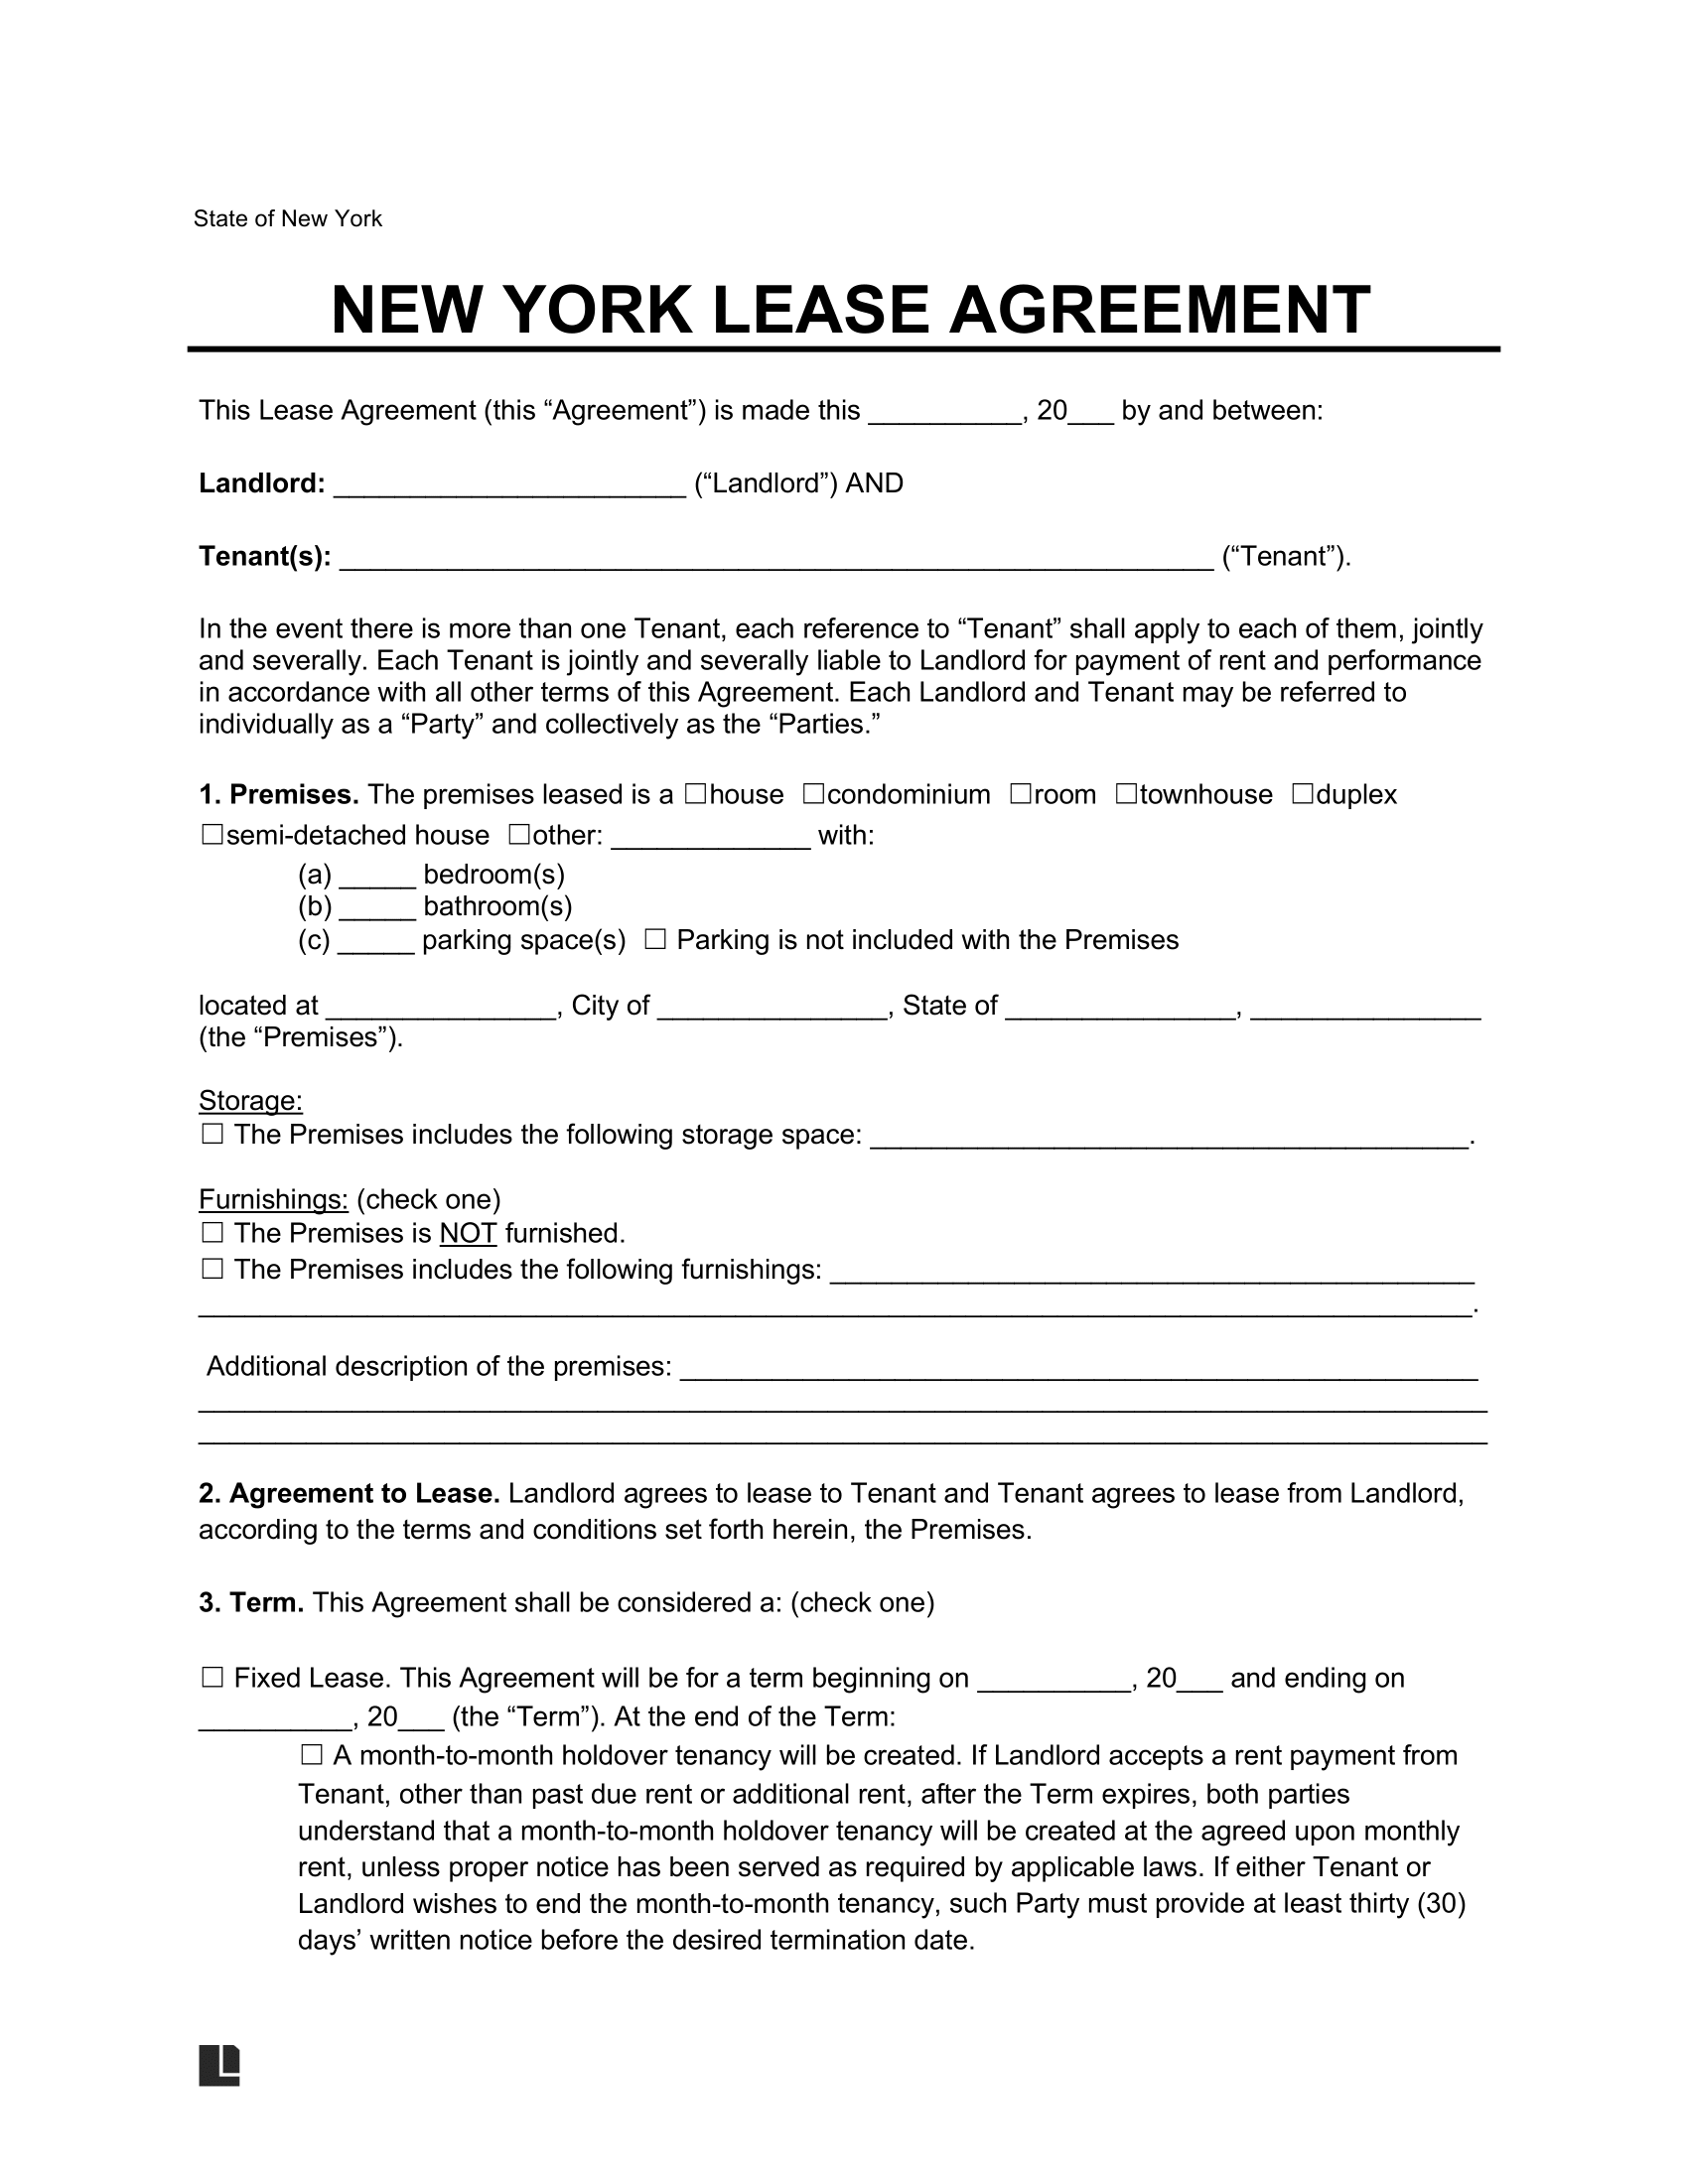 State of New York
NEW YORK LEASE AGREEMENT
This Lease Agreement (this “Agreement”) is made this __________, 20___ by and between:
Landlord: _______________________ (“Landlord”) AND
Tenant(s): _________________________________________________________ (“Tenant”).
In the event there is more than one Tenant, each reference to “Tenant” shall apply to each of them, jointly
and severally. Each Tenant is jointly and severally liable to Landlord for payment of rent and performance
in accordance with all other terms of this Agreement. Each Landlord and Tenant may be referred to
individually as a “Party” and collectively as the “Parties.”
1. Premises. The premises leased is a ☐house ☐condominium ☐room ☐townhouse ☐duplex
☐semi-detached house ☐other: _____________ with:
(a) _____ bedroom(s)
(b) _____ bathroom(s)
(c) _____ parking space(s) ☐ Parking is not included with the Premises
located at _______________, City of _______________, State of _______________, _______________
(the “Premises”).
Storage:
☐ The Premises includes the following storage space: _______________________________________.
Furnishings: (check one)
☐ The Premises is NOT furnished.
☐ The Premises includes the following furnishings: __________________________________________
___________________________________________________________________________________.
Additional description of the premises: ____________________________________________________
____________________________________________________________________________________
____________________________________________________________________________________
2. Agreement to Lease. Landlord agrees to lease to Tenant and Tenant agrees to lease from Landlord,
according to the terms and conditions set forth herein, the Premises.
3. Term. This Agreement shall be considered a: (check one)
☐ Fixed Lease. This Agreement will be for a term beginning on __________, 20___ and ending on
__________, 20___ (the “Term”). At the end of the Term:
☐ A month-to-month holdover tenancy will be created. If Landlord accepts a rent payment from
Tenant, other than past due rent or additional rent, after the Term expires, both parties
understand that a month-to-month holdover tenancy will be created at the agreed upon monthly
rent, unless proper notice has been served as required by applicable laws. If either Tenant or
Landlord wishes to end the month-to-month tenancy, such Party must provide at least thirty (30)
days’ written notice before the desired termination date.